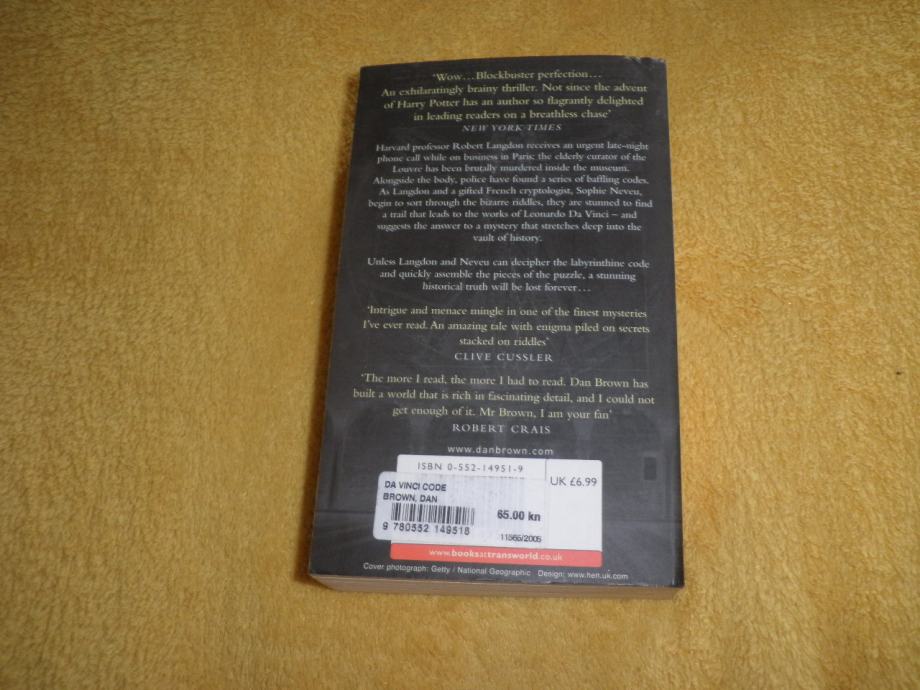 ‘Wow...Blockbuster perfection...
An exhilaratingly brainy thriller. Not since the advent
of Harry Potter has an author so flagrantly delighted
in leading readers on a breathless chase’
NEW YORK TIMES
Harvard professor Robert Langdon receives an urgent late-night
phone call while on business in Paris: the elderly curator of the
Louvre has been brutally murdered inside the museum.
Alongside the body, police have found a series of baffling codes.
As Langdon and a gifted French cryptologist, Sophie Neveu,
begin to sort through the bizarre riddles, they are stunned to find
a trail that leads to the works of Leonardo Da Vinci – and
suggests the answer to a mystery that stretches deep into the
vault of history.
Unless Langdon and Neveu can decipher the labyrinthine code
and quickly assemble the pieces of the puzzle, a stunning
historical truth will be lost forever...
‘Intrigue and menace mingle in one of the finest mysteries
I’ve ever read. An amazing tale with enigma piled on secrets
stacked on riddles’
CLIVE CUSSLER
‘The more I read, the more I had to read. Dan Brown has
built a world that is rich in fascinating detail, and I could not
get enough of it. Mr Brown, I am your fan’
ROBERT CRAIS
www.danbrown.com
ISBN 0-552-14951-9
UK £6.99
DA VINCI CODE
BROWN, DAN
65.00 kn
9 780552 149518
11566/2005
www.booksattransworld.co.uk
Cover photograph: Getty / National Geographic Design: www.hen.uk.com